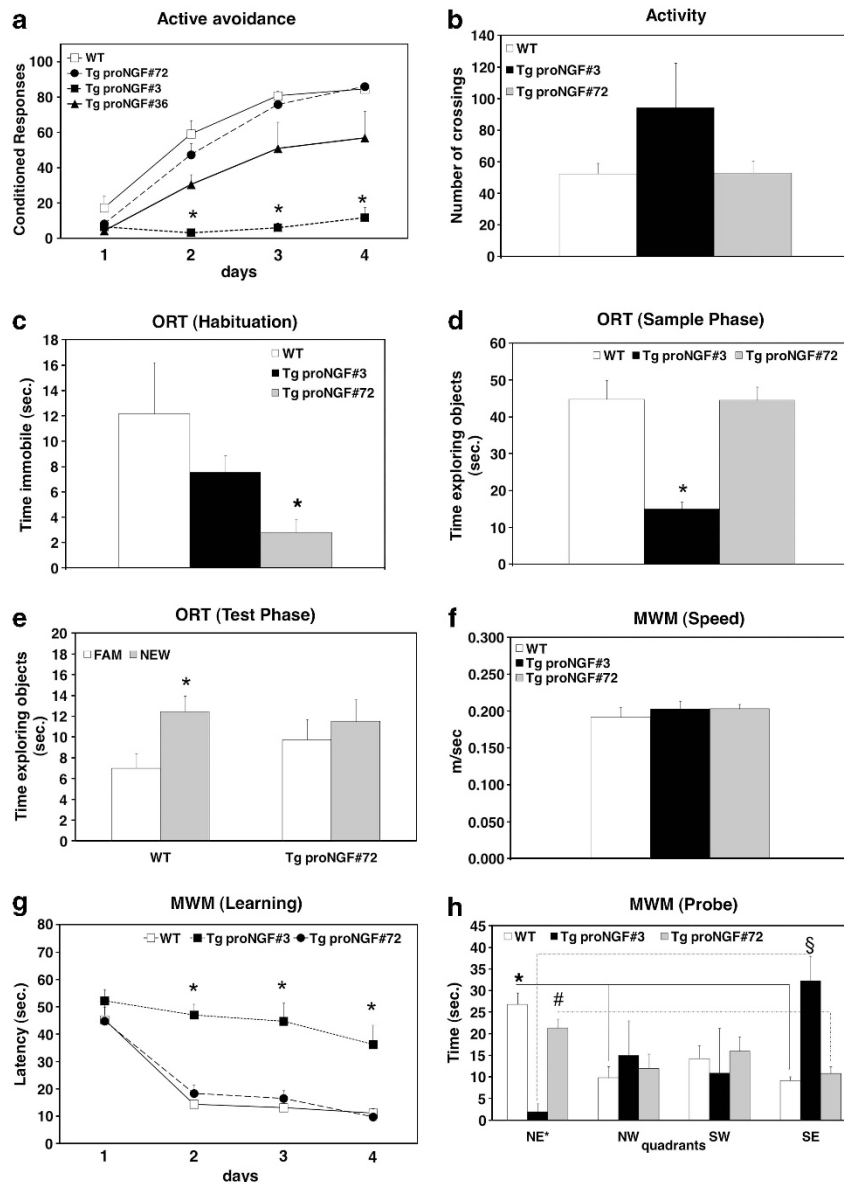 a
Active avoidance
Conditioned Responses
100
80
60
40
20
0
WT
Tg proNGF#72
Tg proNGF#3
Tg proNGF#36
*
*
*
1 2 3 4
days
b
Activity
Number of crossings
140
120
100
80
60
40
20
0
WT
Tg proNGF#3
Tg proNGF#72
c
ORT (Habituation)
Time immobile (sec.)
18
16
14
12
10
8
6
4
2
0
WT
Tg proNGF#3
Tg proNGF#72
*
d
ORT (Sample Phase)
Time exploring objects
(sec.)
60
50
40
30
20
10
0
WT Tg proNGF#3 Tg proNGF#72
*
e
ORT (Test Phase)
Time exploring objects
(sec.)
20
18
16
14
12
10
8
6
4
2
0
FAM NEW
*
WT Tg proNGF#72
f
MWM (Speed)
m/sec
0.300
0.250
0.200
0.150
0.100
0.050
0.000
WT
Tg proNGF#3
Tg proNGF#72
g
MWM (Learning)
Latency (sec.)
80
70
60
50
40
30
20
10
0
WT Tg proNGF#3 Tg proNGF#72
*
*
*
1 2 3 4
days
h
MWM (Probe)
Time (sec.)
45
40
35
30
25
20
15
10
5
0
WT Tg proNGF#3 Tg proNGF#72
*
#
§
NE* NW SW SE
quadrants